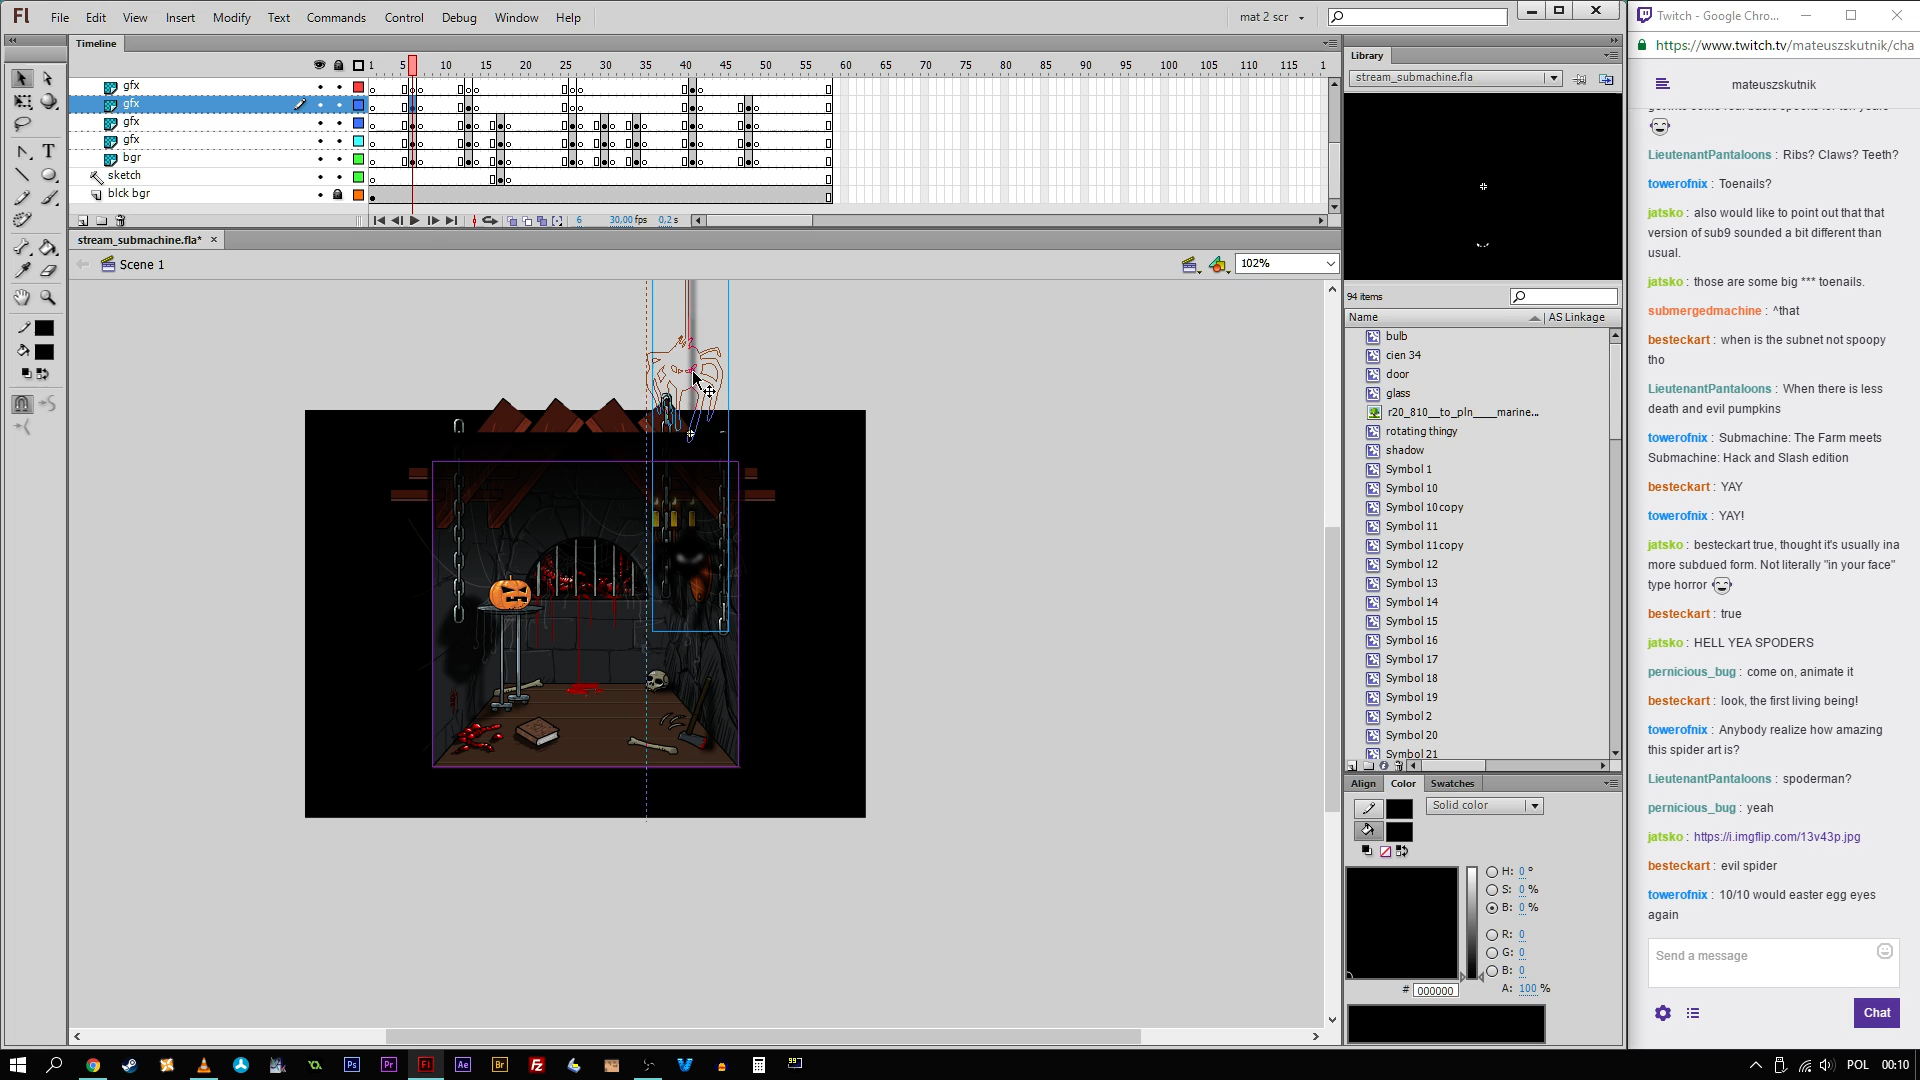 Fl File Edit View Insert Modify Text Commands Control Debug Window Help mat 2 scr
Timeline
1 5 10 15 20 25 30 35 40 45 50 55 60 65 70 75 80 85 90 95 100 105 110 115 1
gfx
gfx
gfx
gfx
bgr
sketch
blck bgr
6 30,00 fps 0,2 s
stream_submachine.fla*
Scene 1
102%
Library
stream_submachine.fla
94 items
Name AS Linkage
bulb
cien 34
door
glass
r20_810__to_pln____marine...
rotating thingy
shadow
Symbol 1
Symbol 10
Symbol 10 copy
Symbol 11
Symbol 11 copy
Symbol 12
Symbol 13
Symbol 14
Symbol 15
Symbol 16
Symbol 17
Symbol 18
Symbol 19
Symbol 2
Symbol 20
Symbol 21
Align Color Swatches
Solid color
H: 0 °
S: 0 %
B: 0 %
R: 0
G: 0
B: 0
# 000000 A: 100 %
Twitch - Google Chro...
https://www.twitch.tv/mateuszskutnik/cha
mateuszskutnik
LieutenantPantaloons : Ribs? Claws? Teeth?
towerofnix : Toenails?
jatsko : also would like to point out that that
version of sub9 sounded a bit different than
usual.
jatsko : those are some big *** toenails.
submergedmachine : ^that
besteckart : when is the subnet not spoopy
tho
LieutenantPantaloons : When there is less
death and evil pumpkins
towerofnix : Submachine: The Farm meets
Submachine: Hack and Slash edition
besteckart : YAY
towerofnix : YAY!
jatsko : besteckart true, thought it's usually ina
more subdued form. Not literally "in your face"
type horror
besteckart : true
jatsko : HELL YEA SPODERS
pernicious_bug : come on, animate it
besteckart : look, the first living being!
towerofnix : Anybody realize how amazing
this spider art is?
LieutenantPantaloons : spoderman?
pernicious_bug : yeah
jatsko : https://i.imgflip.com/13v43p.jpg
besteckart : evil spider
towerofnix : 10/10 would easter egg eyes
again
Send a message
Chat
Ps Pr Fl Ae Br Fz POL 00:10